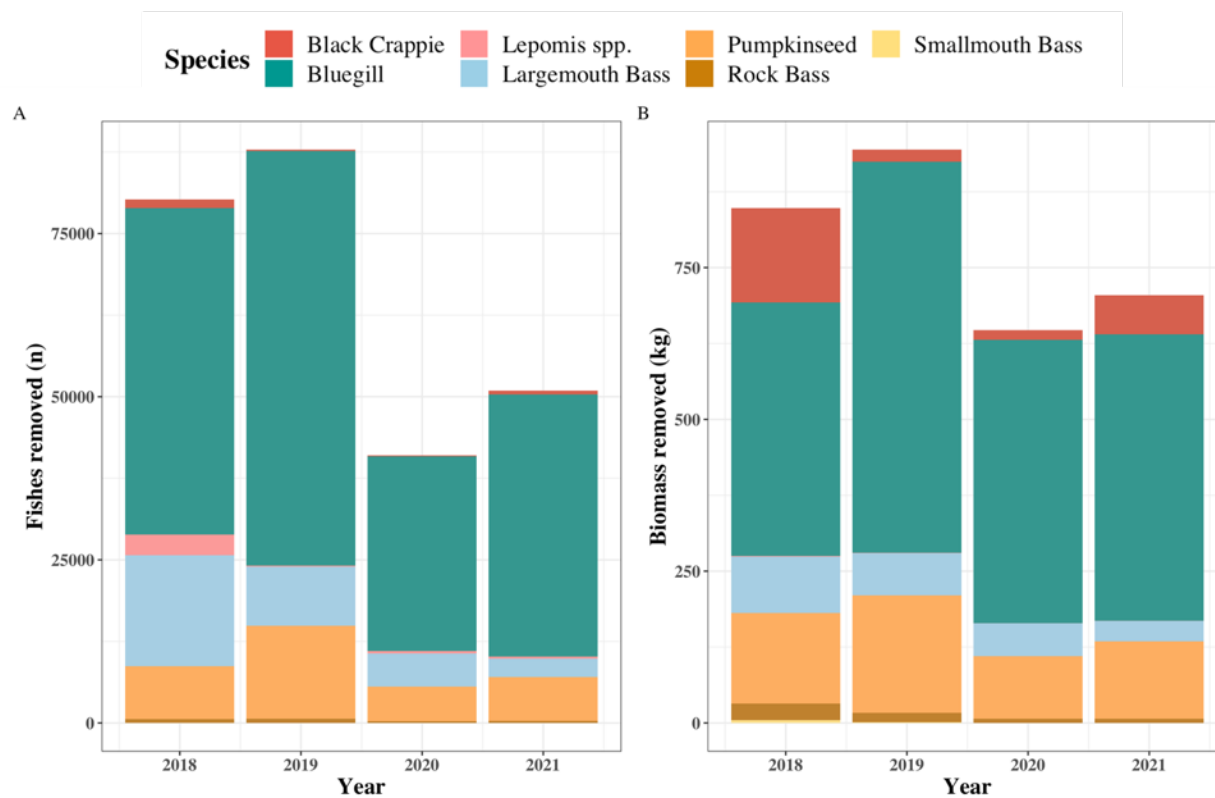 Species
Black Crappie
Lepomis spp.
Pumpkinseed
Smallmouth Bass
Bluegill
Largemouth Bass
Rock Bass
A
Fishes removed (n)
75000
50000
25000
0
2018
2019
2020
2021
Year
B
Biomass removed (kg)
750
500
250
0
2018
2019
2020
2021
Year